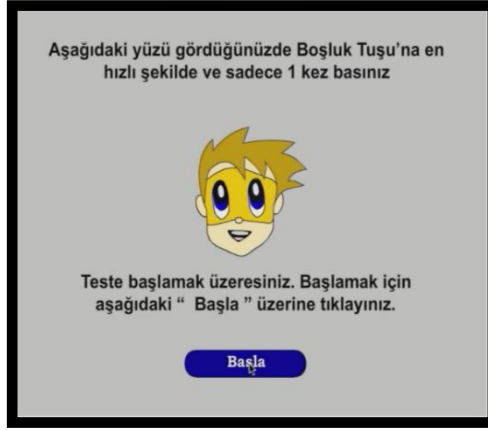 Aşağıdaki yüzü gördüğünüzde Boşluk Tuşu’na en
hızlı şekilde ve sadece 1 kez basınız
Teste başlamak üzeresiniz. Başlamak için
aşağıdaki “ Başla ” üzerine tıklayınız.
Başla